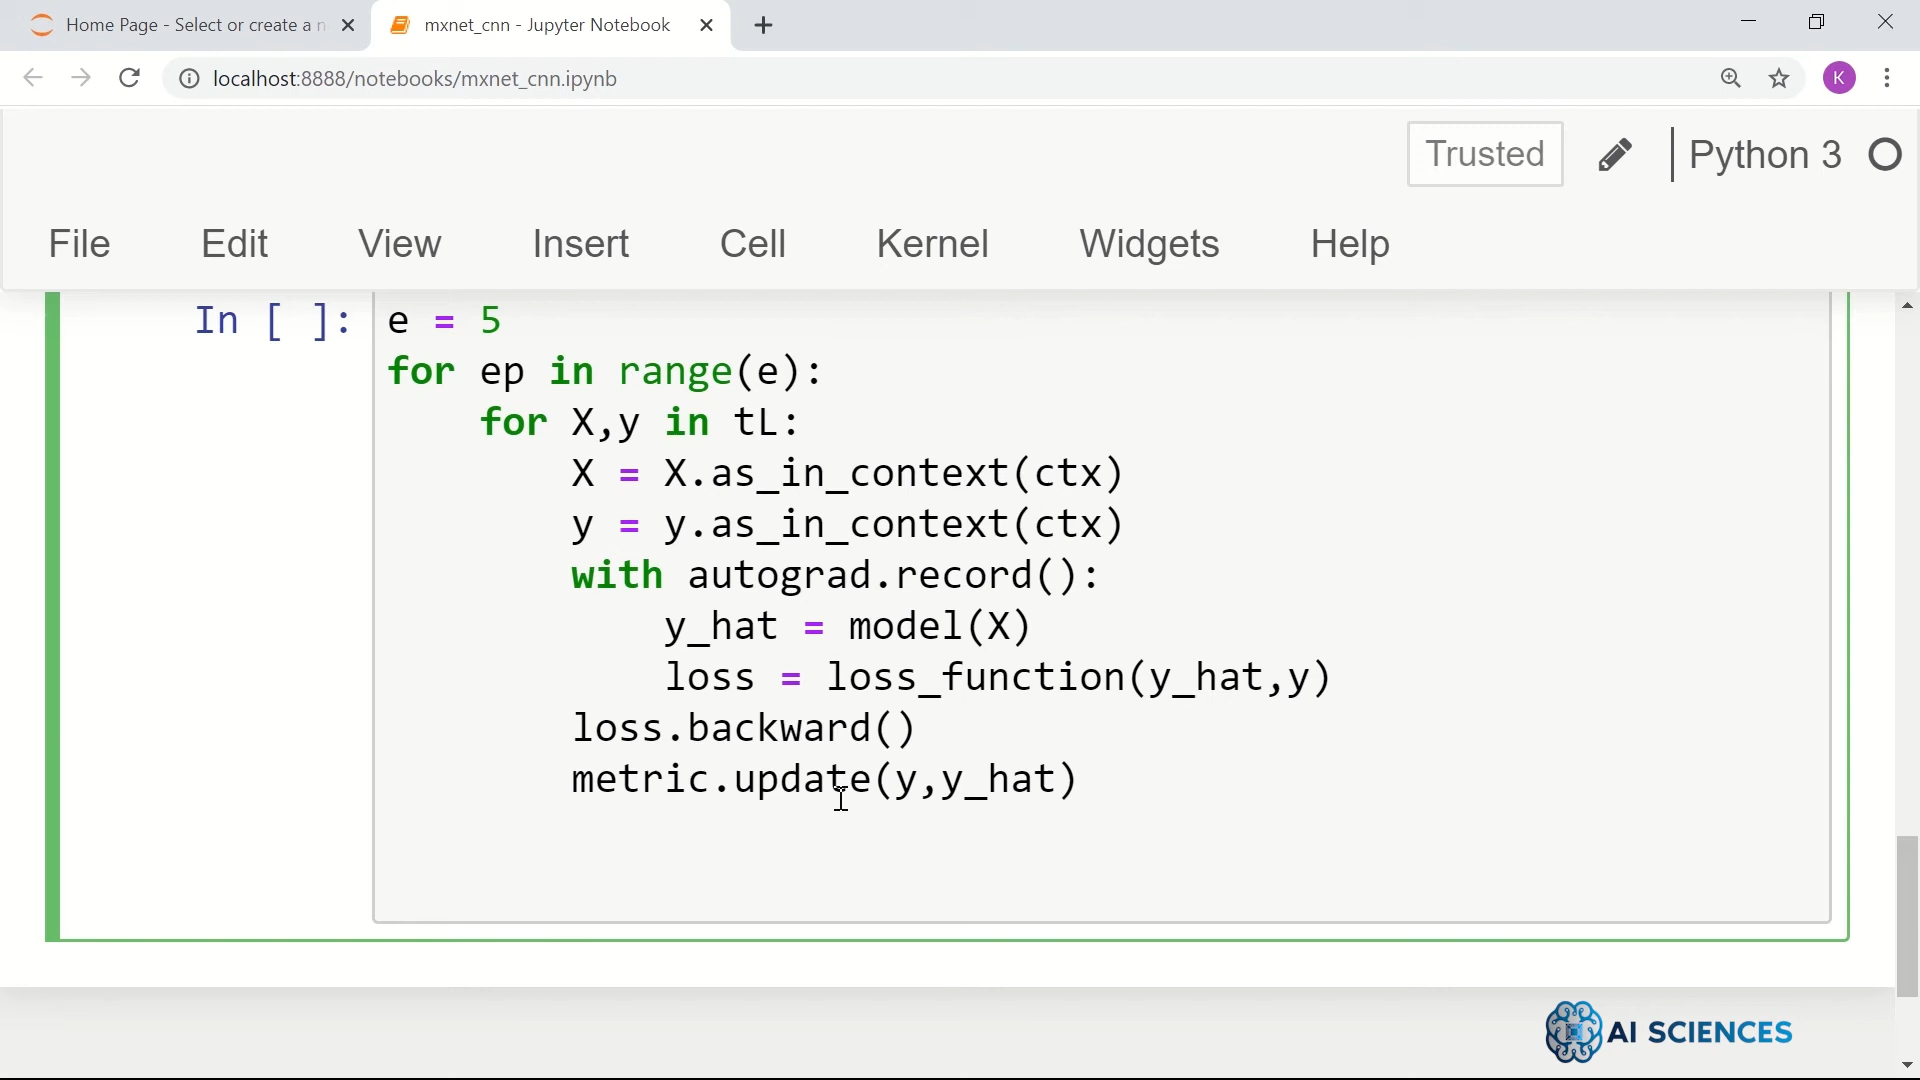 Home Page - Select or create a n
mxnet_cnn - Jupyter Notebook
localhost:8888/notebooks/mxnet_cnn.ipynb
K
Trusted
Python 3
File Edit View Insert Cell Kernel Widgets Help
In [ ]: e = 5
for ep in range(e):
    for X,y in tL:
        X = X.as_in_context(ctx)
        y = y.as_in_context(ctx)
        with autograd.record():
            y_hat = model(X)
            loss = loss_function(y_hat,y)
        loss.backward()
        metric.update(y,y_hat)
AI SCIENCES